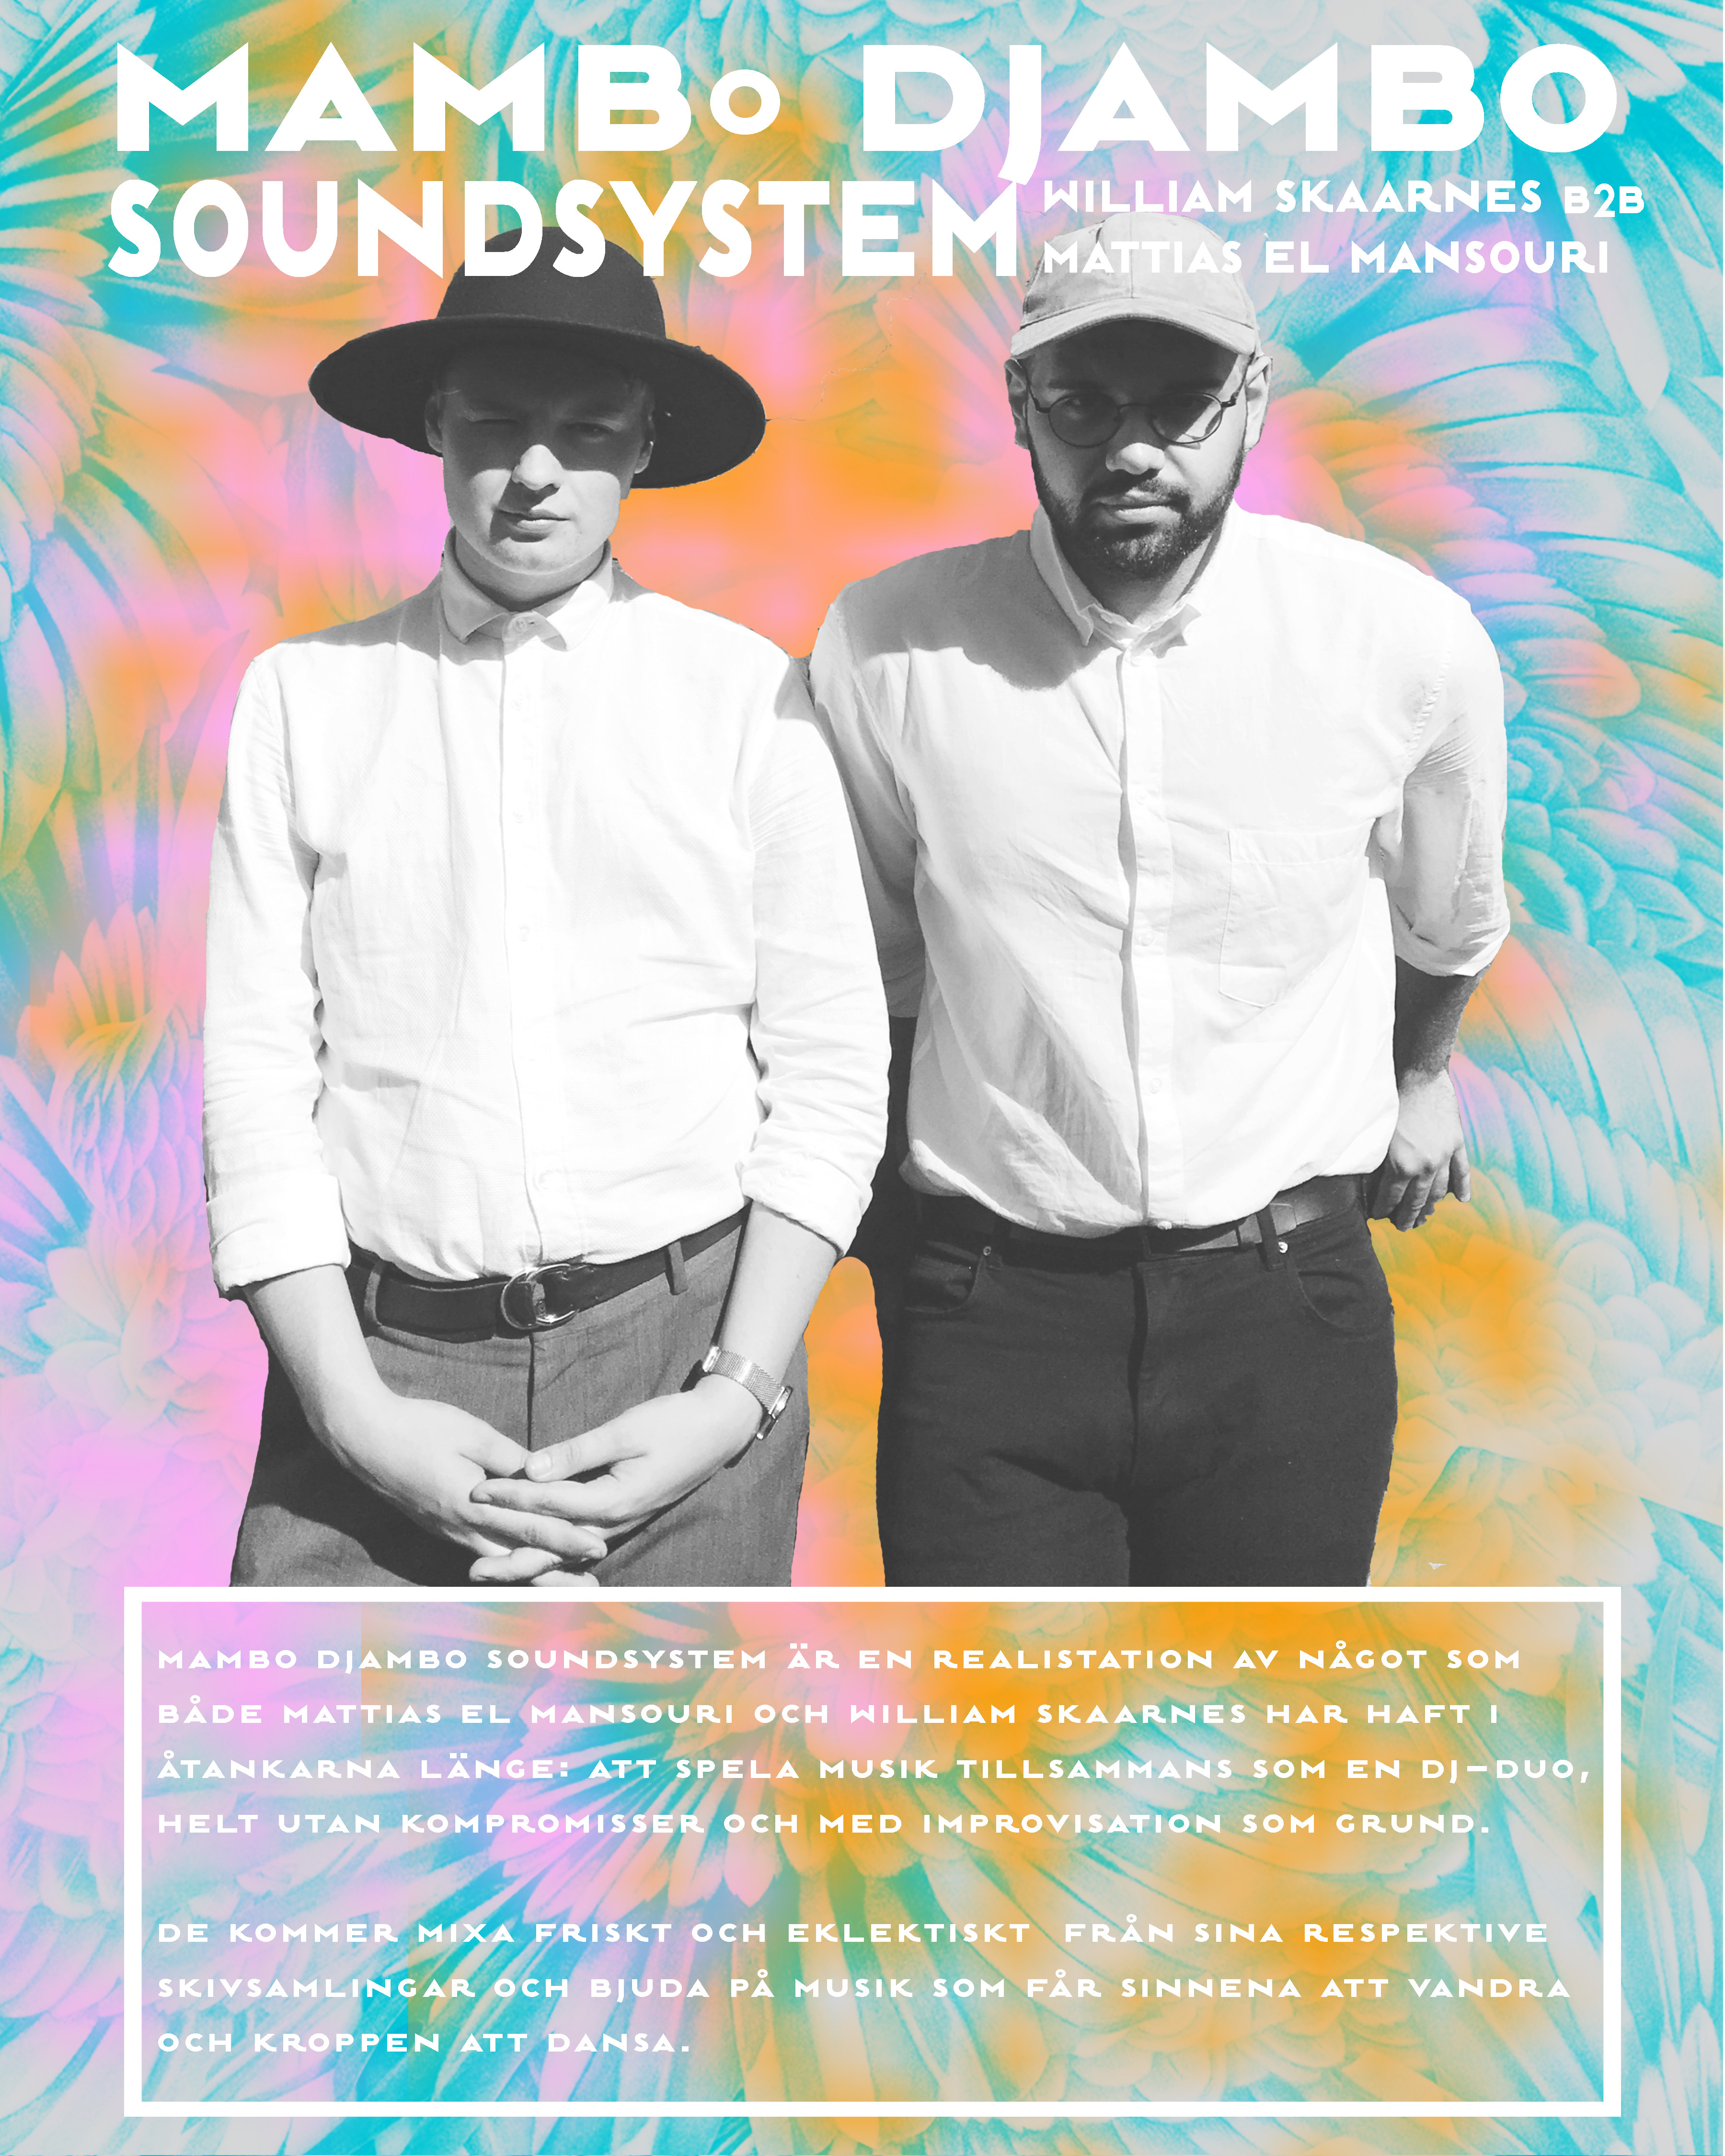 MAMBo DJAMBO
SOUNDSYSTEM
WILLIAM SKAARNES B2B
MATTIAS EL MANSOURI
MAMBO DJAMBO SOUNDSYSTEM ÄR EN REALISTATION AV NÅGOT SOM
BÅDE MATTIAS EL MANSOURI OCH WILLIAM SKAARNES HAR HAFT I
ÅTANKARNA LÄNGE: ATT SPELA MUSIK TILLSAMMANS SOM EN DJ-DUO,
HELT UTAN KOMPROMISSER OCH MED IMPROVISATION SOM GRUND.
DE KOMMER MIXA FRISKT OCH EKLEKTISKT FRÅN SINA RESPEKTIVE
SKIVSAMLINGAR OCH BJUDA PÅ MUSIK SOM FÅR SINNENA ATT VANDRA
OCH KROPPEN ATT DANSA.